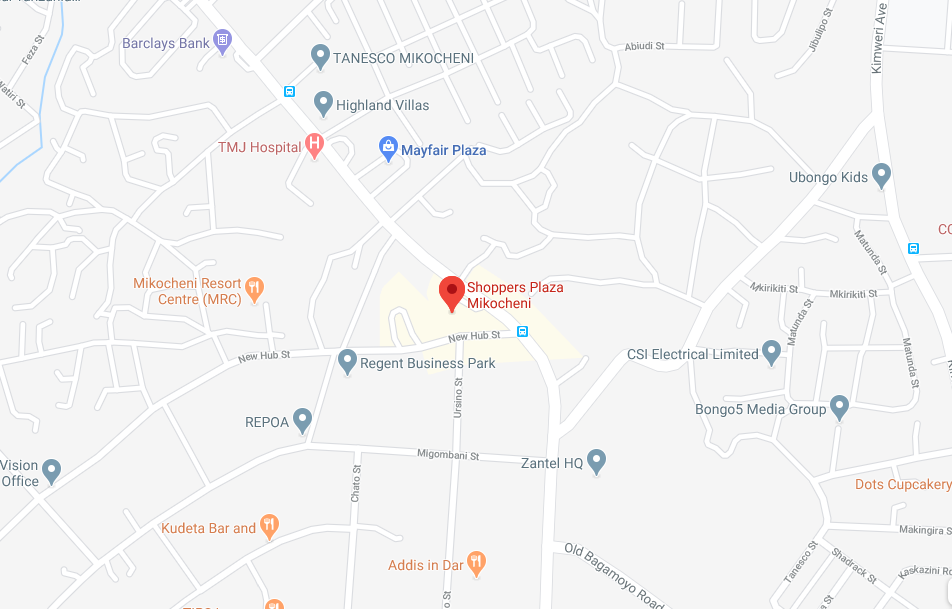 Feza St
Barclays Bank
TANESCO MIKOCHENI
Abiudi St
Jibulipo St
Kimweri Ave
Highland Villas
TMJ Hospital
Mayfair Plaza
Ubongo Kids
Matunda St
Mikocheni Resort
Centre (MRC)
Shoppers Plaza
Mikocheni
Mkirikiti St
Mkirikiti St
Matunda St
New Hub St
New Hub St
Regent Business Park
CSI Electrical Limited
Matunda St
Ursino St
REPOA
Bongo5 Media Group
Migombani St
Zantel HQ
Vision
Office
Chato St
Dots Cupcakery
Kudeta Bar and
Makingira S
Addis in Dar
Old Bagamoyo Road
Tanesco St
Shadrack St
Kaskazini Ro
o St